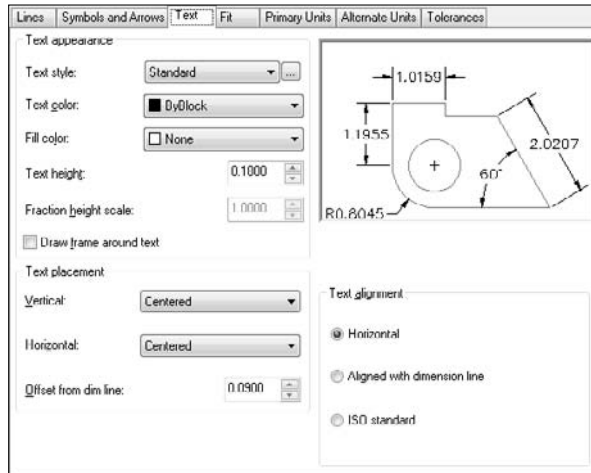 Lines Symbols and Arrows Text Fit Primary Units Alternate Units Tolerances
Text appearance
Text style: Standard ...
Text color: ByBlock
Fill color: None
Text height: 0.1000
Fraction height scale: 1.0000
Draw frame around text
Text placement
Vertical: Centered
Horizontal: Centered
Offset from dim line: 0.0900
1.0159
1.1955
2.0207
60°
R0.8045
Text alignment
Horizontal
Aligned with dimension line
ISO standard